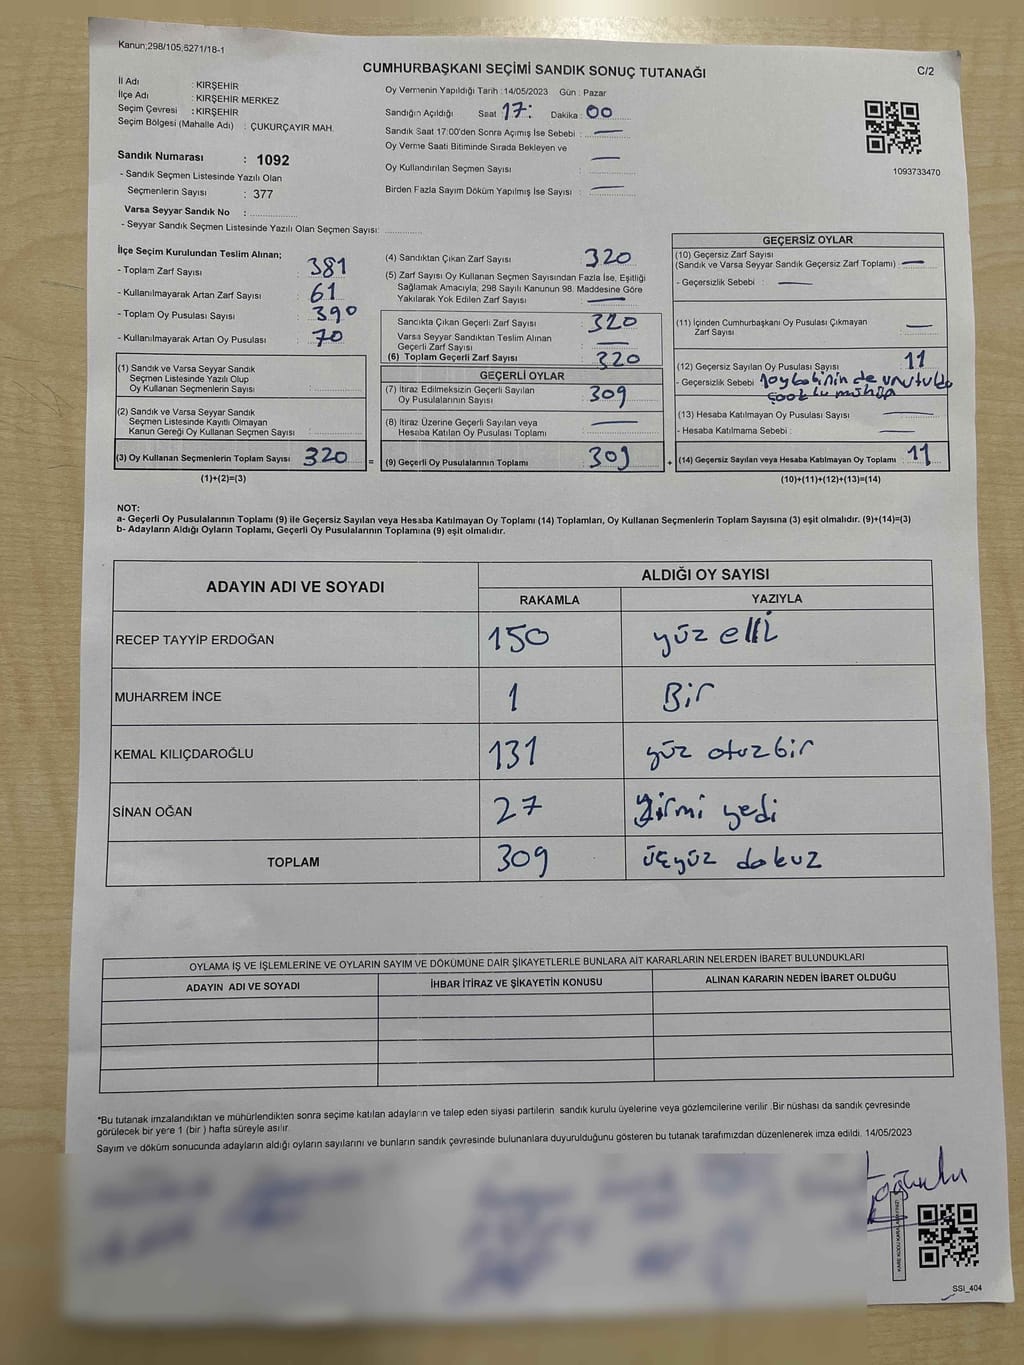 Kanun;298/105;5271/18-1
C/2
CUMHURBAŞKANI SEÇİMİ SANDIK SONUÇ TUTANAĞI
İl Adı : KIRŞEHİR
İlçe Adı : KIRŞEHİR MERKEZ
Seçim Çevresi : KIRŞEHİR
Seçim Bölgesi (Mahalle Adı) : ÇUKURÇAYIR MAH.
Sandık Numarası : 1092
- Sandık Seçmen Listesinde Yazılı Olan
Seçmenlerin Sayısı : 377
Varsa Seyyar Sandık No :
- Seyyar Sandık Seçmen Listesinde Yazılı Olan Seçmen Sayısı:
Oy Vermenin Yapıldığı Tarih : 14/05/2023 Gün : Pazar
Sandığın Açıldığı Saat : 17: Dakika : 00
Sandık Saat 17:00'den Sonra Açımış İse Sebebi : —
Oy Verme Saati Bitiminde Sırada Bekleyen ve
Oy Kullandırılan Seçmen Sayısı : —
Birden Fazla Sayım Döküm Yapılmış İse Sayısı : —
1093733470
İlçe Seçim Kurulundan Teslim Alınan;
- Toplam Zarf Sayısı : 381
- Kullanılmayarak Artan Zarf Sayısı : 61
- Toplam Oy Pusulası Sayısı : 390
- Kullanılmayarak Artan Oy Pusulası : 70
(1) Sandık ve Varsa Seyyar Sandık
Seçmen Listesinde Yazılı Olup
Oy Kullanan Seçmenlerin Sayısı :
(2) Sandık ve Varsa Seyyar Sandık
Seçmen Listesinde Kayıtlı Olmayan
Kanun Gereği Oy Kullanan Seçmen Sayısı :
(3) Oy Kullanan Seçmenlerin Toplam Sayısı 320 =
(1)+(2)=(3)
(4) Sandıktan Çıkan Zarf Sayısı : 320
(5) Zarf Sayısı Oy Kullanan Seçmen Sayısından Fazla İse, Eşitliği
Sağlamak Amacıyla; 298 Sayılı Kanunun 98. Maddesine Göre
Yakılarak Yok Edilen Zarf Sayısı : —
Sandıkta Çıkan Geçerli Zarf Sayısı : 320
Varsa Seyyar Sandıktan Teslim Alınan
Geçerli Zarf Sayısı : —
(6) Toplam Geçerli Zarf Sayısı : 320
GEÇERLİ OYLAR
(7) İtiraz Edilmeksizin Geçerli Sayılan
Oy Pusulalarının Sayısı : 309
(8) İtiraz Üzerine Geçerli Sayılan veya
Hesaba Katılan Oy Pusulası Toplamı : —
(9) Geçerli Oy Pusulalarının Toplamı : 309 +
GEÇERSİZ OYLAR
(10) Geçersiz Zarf Sayısı
(Sandık ve Varsa Seyyar Sandık Geçersiz Zarf Toplamı) : —
- Geçersizlik Sebebi : —
(11) İçinden Cumhurbaşkanı Oy Pusulası Çıkmayan
Zarf Sayısı : —
(12) Geçersiz Sayılan Oy Pusulası Sayısı : 11
- Geçersizlik Sebebi
(13) Hesaba Katılmayan Oy Pusulası Sayısı : —
- Hesaba Katılmama Sebebi : —
(14) Geçersiz Sayılan veya Hesaba Katılmayan Oy Toplamı : 11
(10)+(11)+(12)+(13)=(14)
NOT:
a- Geçerli Oy Pusulalarının Toplamı (9) ile Geçersiz Sayılan veya Hesaba Katılmayan Oy Toplamı (14) Toplamları, Oy Kullanan Seçmenlerin Toplam Sayısına (3) eşit olmalıdır. (9)+(14)=(3)
b- Adayların Aldığı Oyların Toplamı, Geçerli Oy Pusulalarının Toplamına (9) eşit olmalıdır.
ADAYIN ADI VE SOYADI
ALDIĞI OY SAYISI
RAKAMLA YAZIYLA
RECEP TAYYİP ERDOĞAN 150 yüz elli
MUHARREM İNCE 1 Bir
KEMAL KILIÇDAROĞLU 131 yüz otuzbir
SİNAN OĞAN 27 yirmi yedi
TOPLAM 309 üçyüz dokuz
OYLAMA İŞ VE İŞLEMLERİNE VE OYLARIN SAYIM VE DÖKÜMÜNE DAİR ŞİKAYETLERLE BUNLARA AİT KARARLARIN NELERDEN İBARET BULUNDUKLARI
ADAYIN ADI VE SOYADI İHBAR İTİRAZ VE ŞİKAYETİN KONUSU ALINAN KARARIN NEDEN İBARET OLDUĞU
*Bu tutanak imzalandıktan ve mühürlendikten sonra seçime katılan adayların ve talep eden siyasi partilerin sandık kurulu üyelerine veya gözlemcilerine verilir .Bir nüshası da sandık çevresinde
görülecek bir yere 1 (bir ) hafta süreyle asılır.
Sayım ve döküm sonucunda adayların aldığı oyların sayılarını ve bunların sandık çevresinde bulunanlara duyurulduğunu gösteren bu tutanak tarafımızdan düzenlenerek imza edildi. 14/05/2023
SSI_404